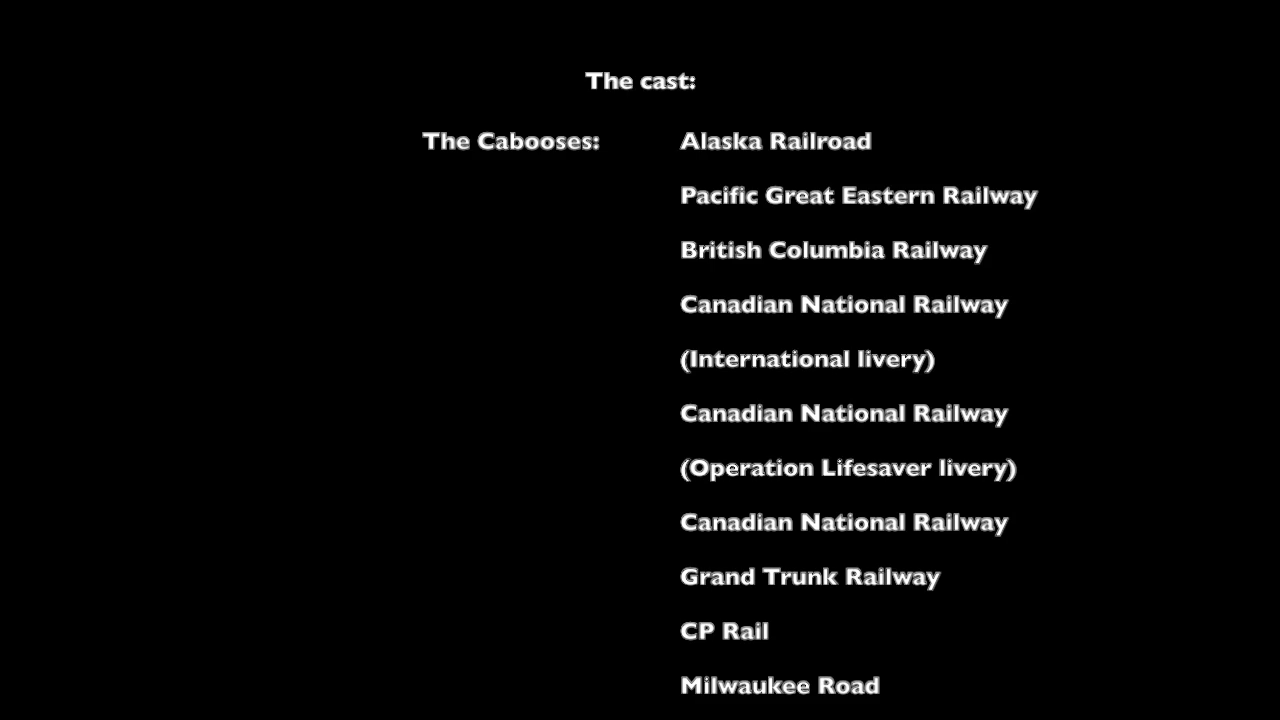 The cast:
The Cabooses: Alaska Railroad
Pacific Great Eastern Railway
British Columbia Railway
Canadian National Railway
(International livery)
Canadian National Railway
(Operation Lifesaver livery)
Canadian National Railway
Grand Trunk Railway
CP Rail
Milwaukee Road